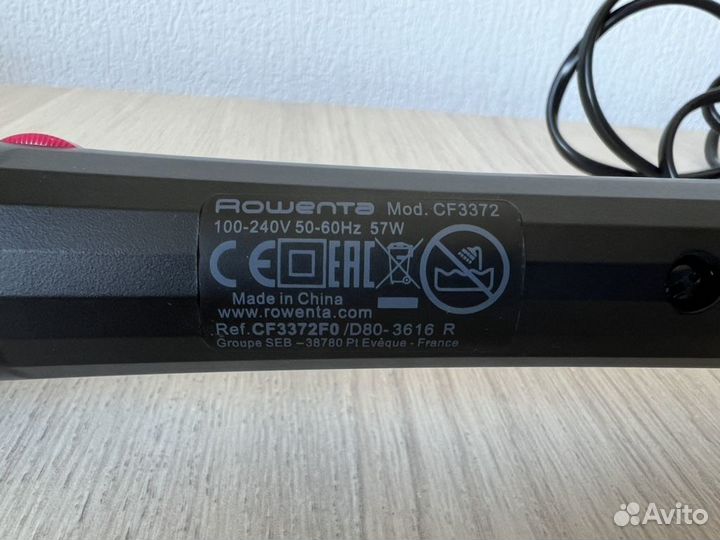 Rowenta Mod. CF3372
100-240V 50-60Hz 57W
CE EAC
Made in China
www.rowenta.com
Ref.CF3372F0/D80-3616 R
Groupe SEB -38780 Pt Evêque - France
Avito